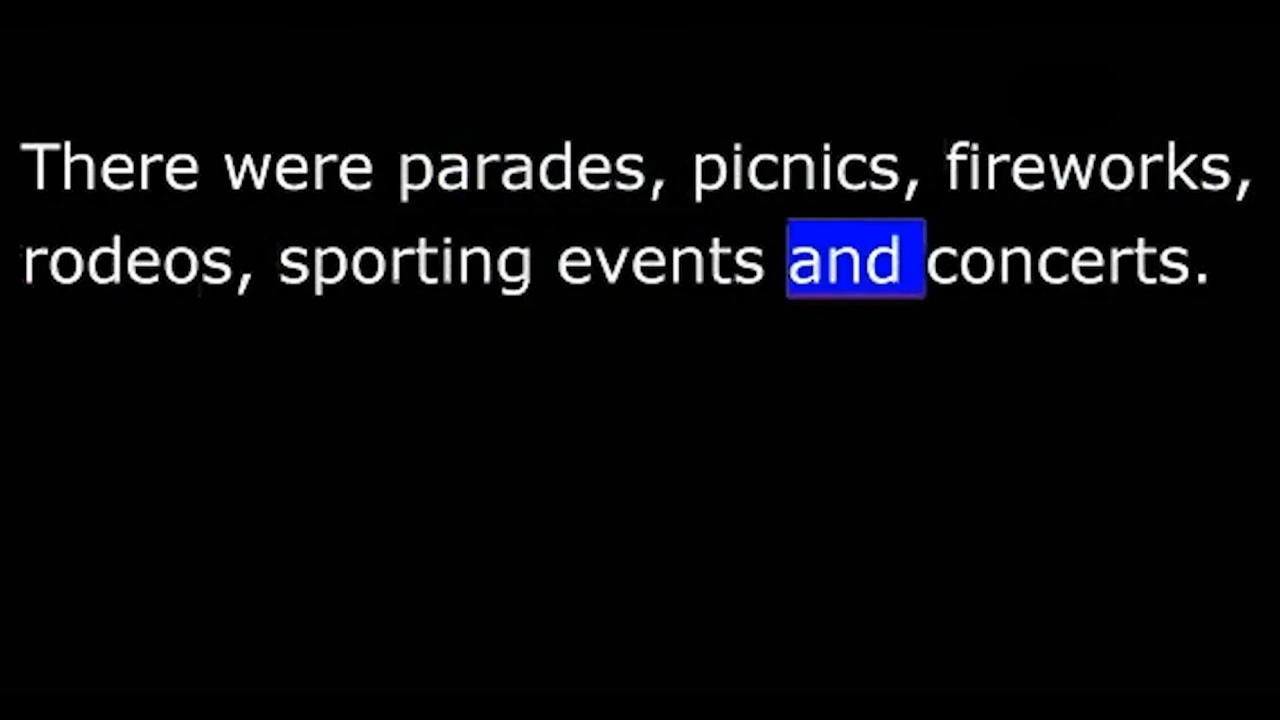 There were parades, picnics, fireworks,
rodeos, sporting events and concerts.